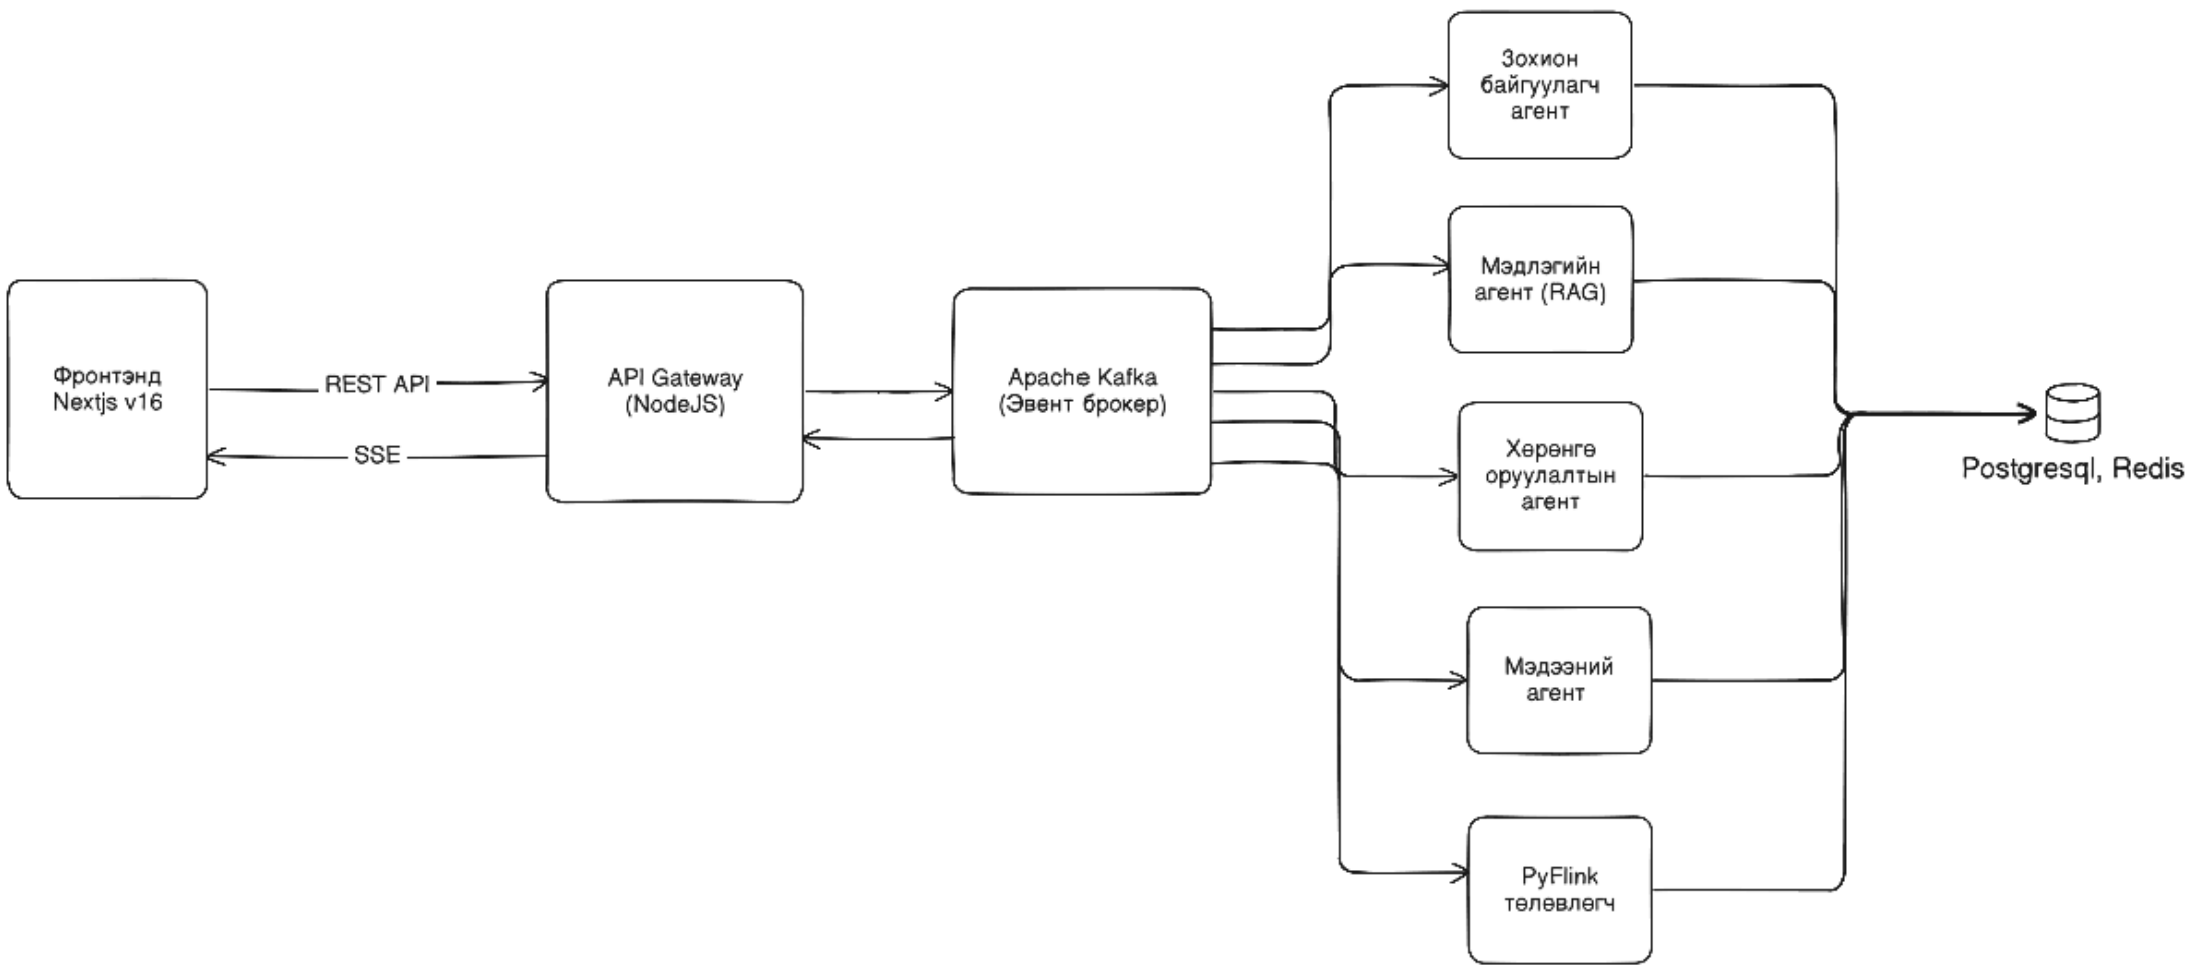 Фронтэнд
Nextjs v16
REST API
SSE
API Gateway
(NodeJS)
Apache Kafka
(Эвент брокер)
Зохион
байгуулагч
агент
Мэдлэгийн
агент (RAG)
Хөрөнгө
оруулалтын
агент
Мэдээний
агент
PyFlink
төлөвлөгч
Postgresql, Redis